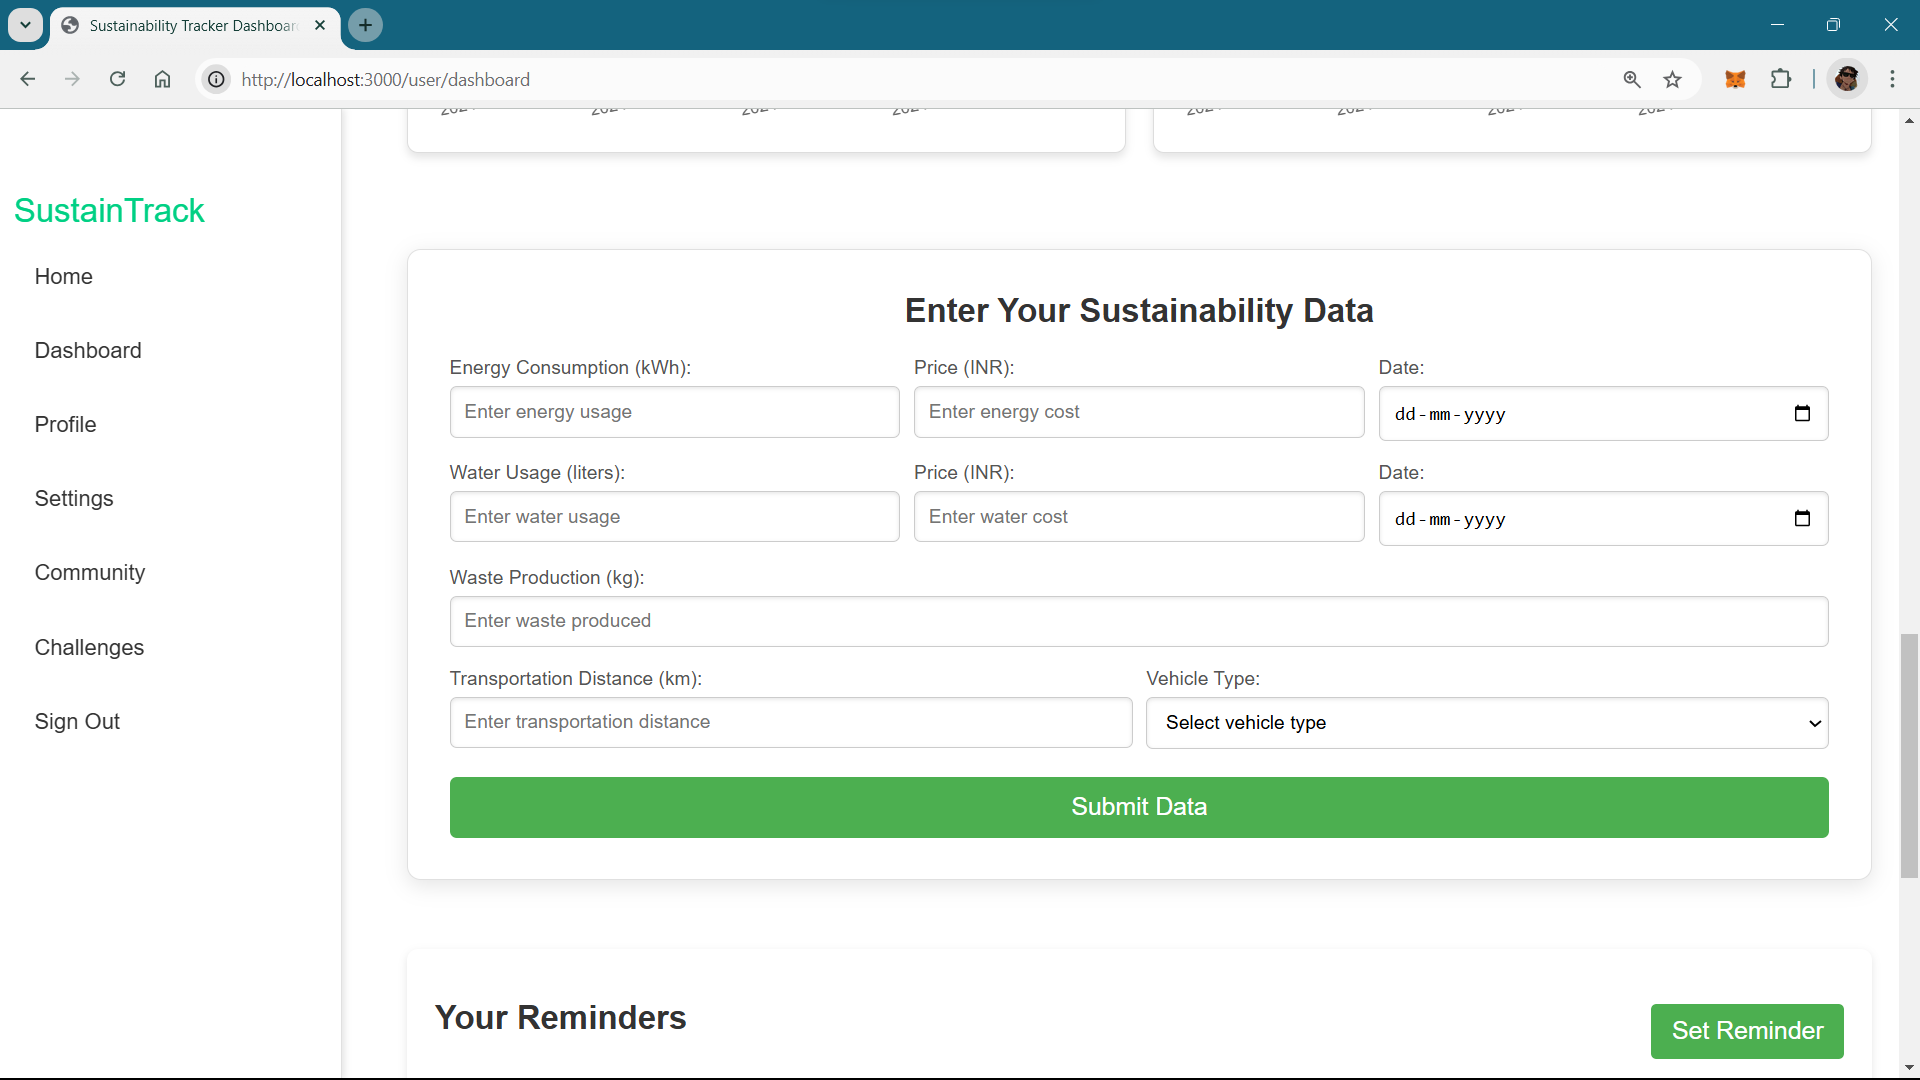 Sustainability Tracker Dashboar
http://localhost:3000/user/dashboard
SustainTrack
Home
Dashboard
Profile
Settings
Community
Challenges
Sign Out
Enter Your Sustainability Data
Energy Consumption (kWh): Price (INR): Date:
Enter energy usage Enter energy cost dd-mm-yyyy
Water Usage (liters): Price (INR): Date:
Enter water usage Enter water cost dd-mm-yyyy
Waste Production (kg):
Enter waste produced
Transportation Distance (km): Vehicle Type:
Enter transportation distance Select vehicle type
Submit Data
Your Reminders
Set Reminder